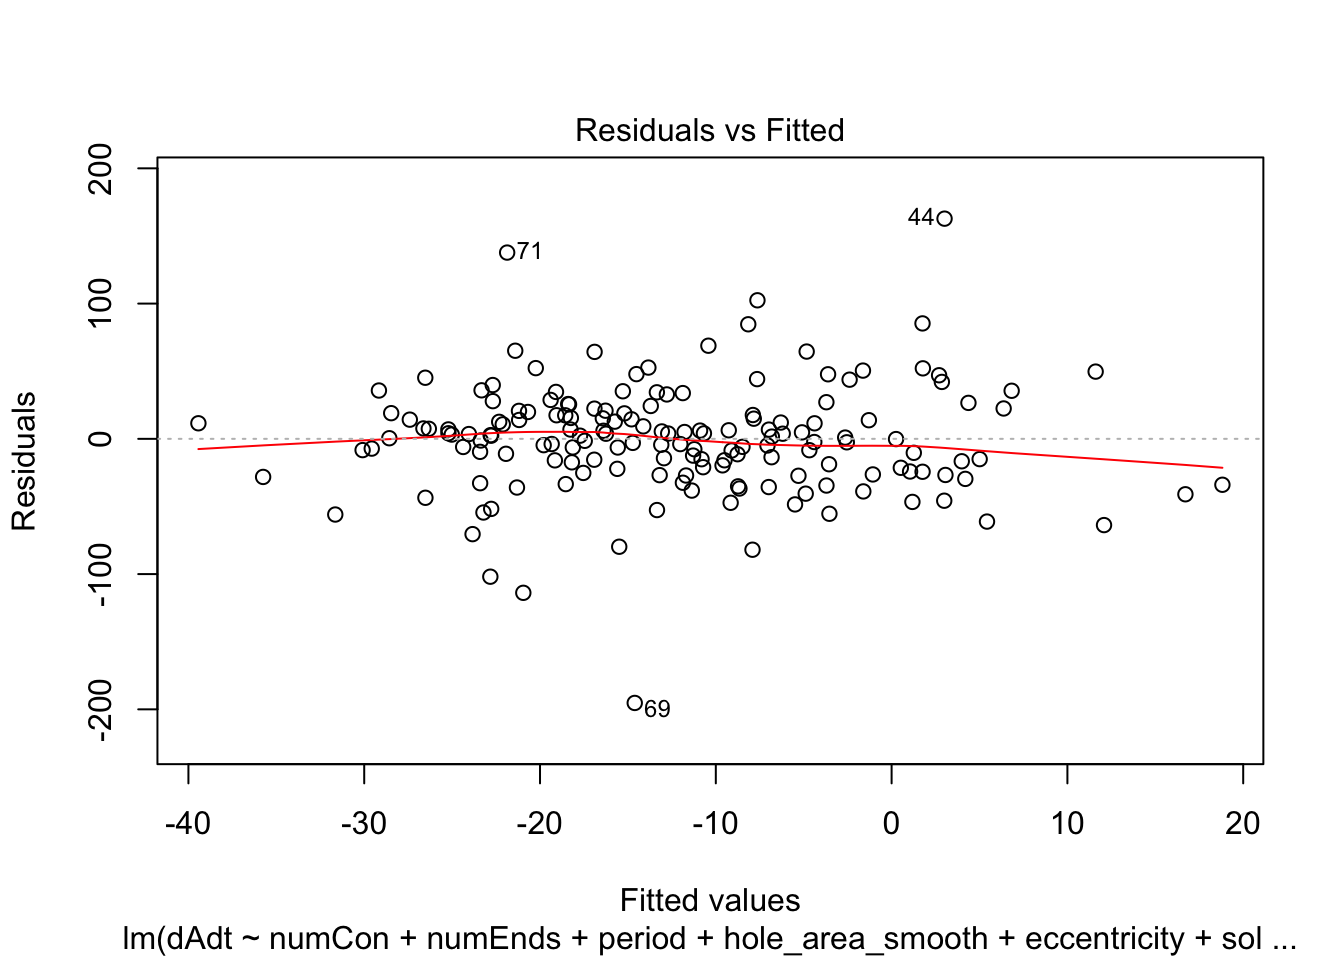 Residuals vs Fitted
200
100
0
-100
-200
Residuals
44
71
69
-40 -30 -20 -10 0 10 20
Fitted values
lm(dAdt ~ numCon + numEnds + period + hole_area_smooth + eccentricity + sol ...